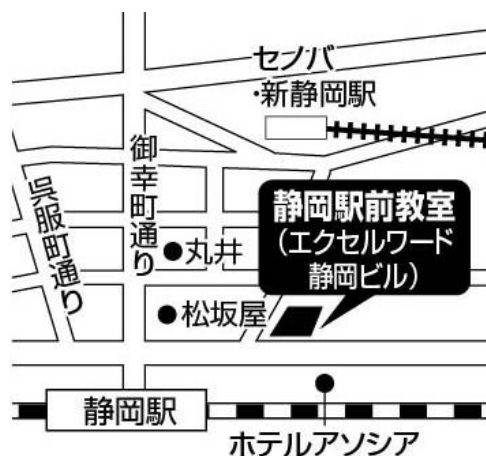 セノバ
・新静岡駅
御幸町通り
呉服町通り
静岡駅前教室
（エクセルワード
静岡ビル）
丸井
松坂屋
静岡駅
ホテルアソシア